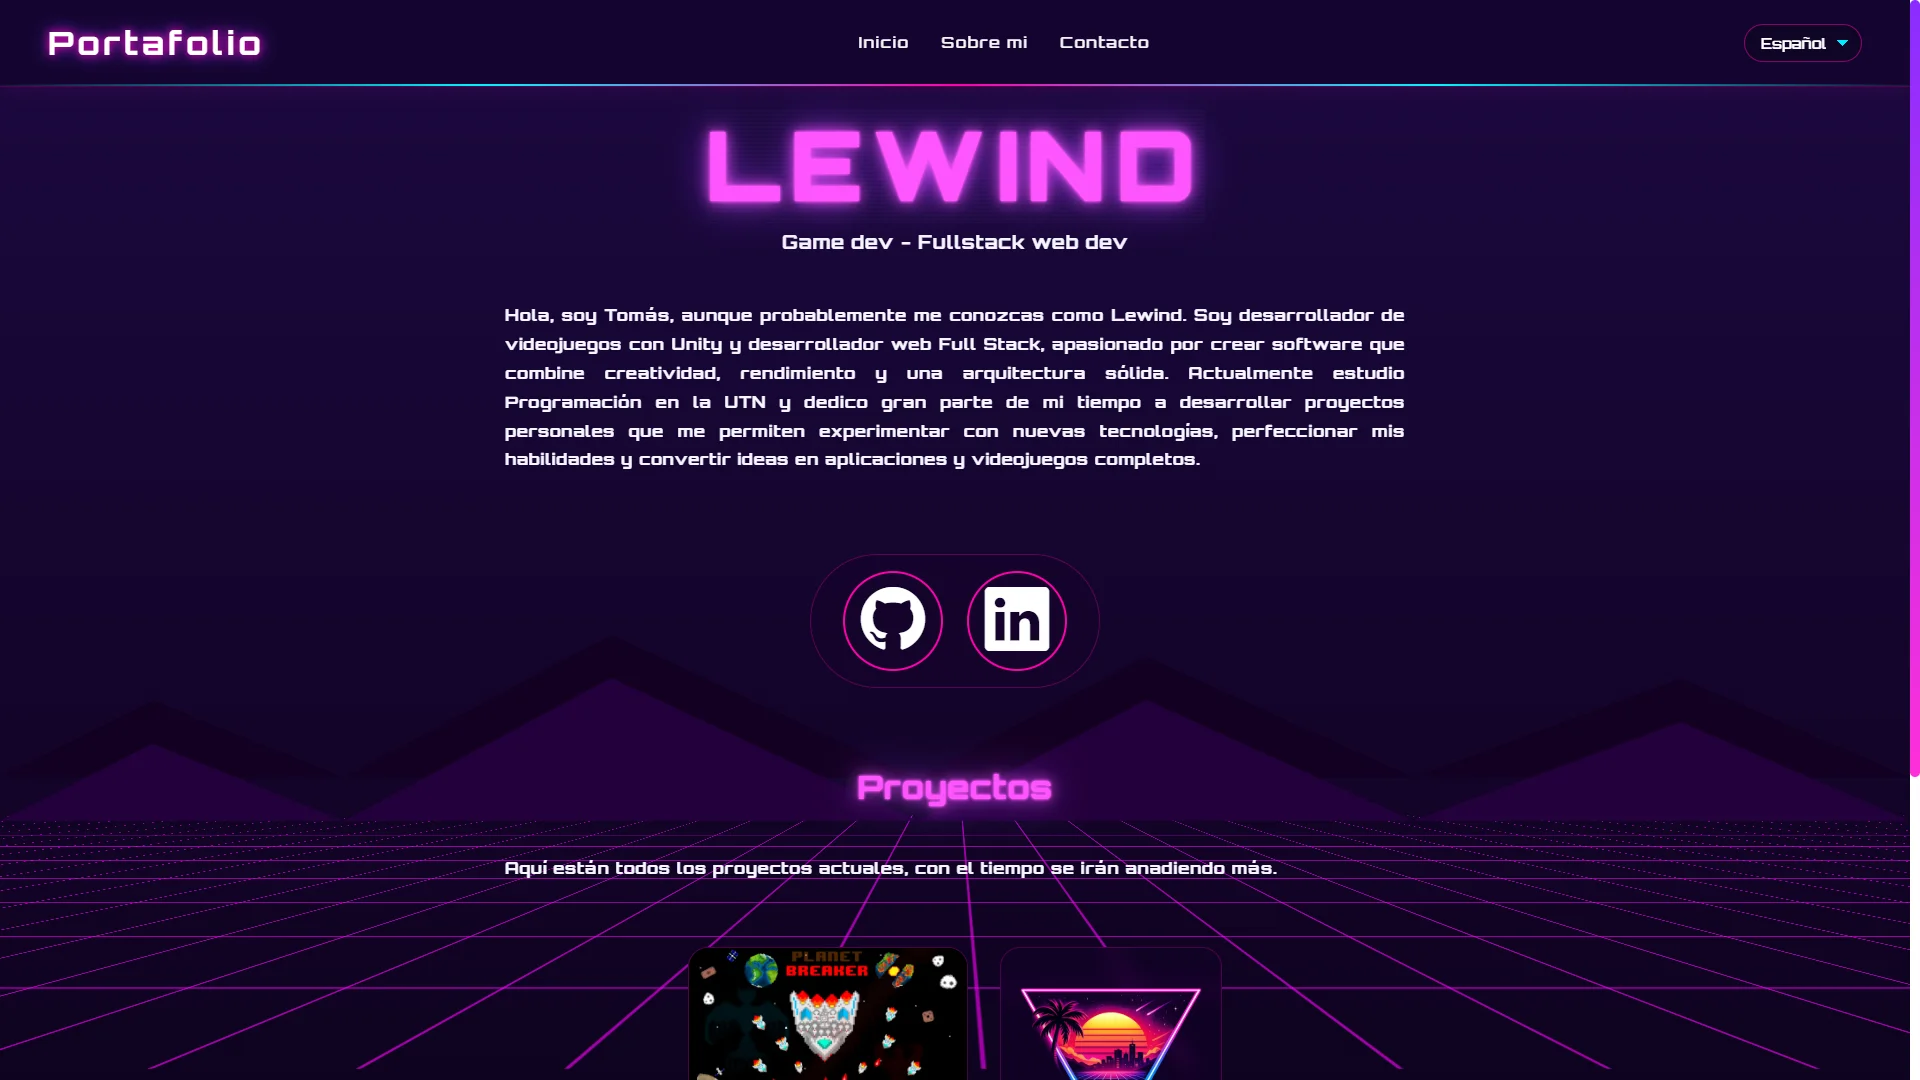 Portafolio
Inicio
Sobre mi
Contacto
Español
LEWIND
Game dev - Fullstack web dev
Hola, soy Tomás, aunque probablemente me conozcas como Lewind. Soy desarrollador de
videojuegos con Unity y desarrollador web Full Stack, apasionado por crear software que
combine creatividad, rendimiento y una arquitectura sólida. Actualmente estudio
Programación en la UTN y dedico gran parte de mi tiempo a desarrollar proyectos
personales que me permiten experimentar con nuevas tecnologías, perfeccionar mis
habilidades y convertir ideas en aplicaciones y videojuegos completos.
in
Proyectos
Aquí están todos los proyectos actuales, con el tiempo se irán anadiendo más.
PLANET
BREAKER